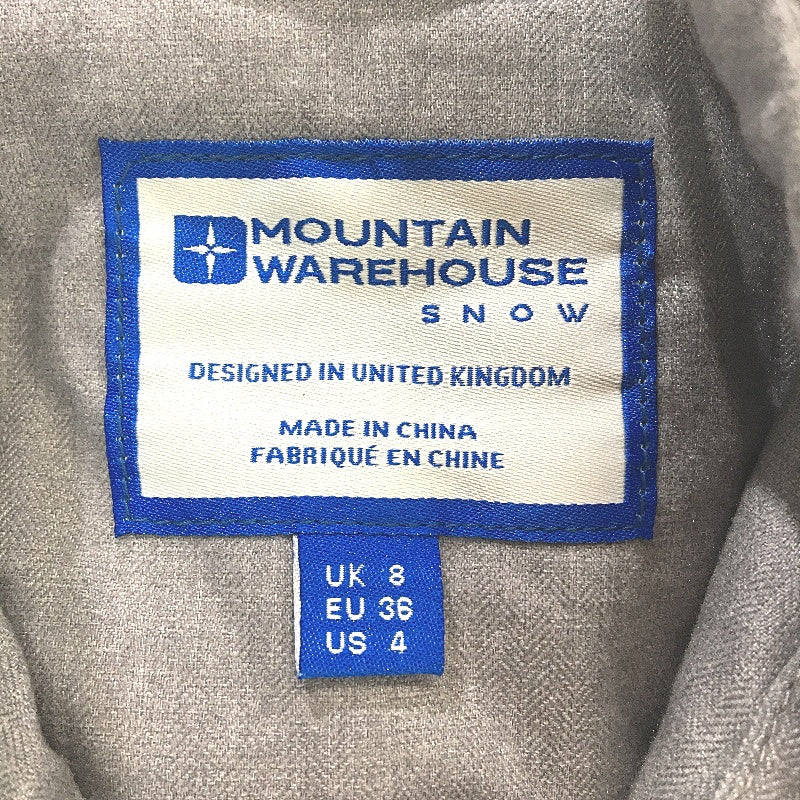 MOUNTAIN
WAREHOUSE
SNOW
DESIGNED IN UNITED KINGDOM
MADE IN CHINA
FABRIQUÉ EN CHINE
UK 8
EU 36
US 4